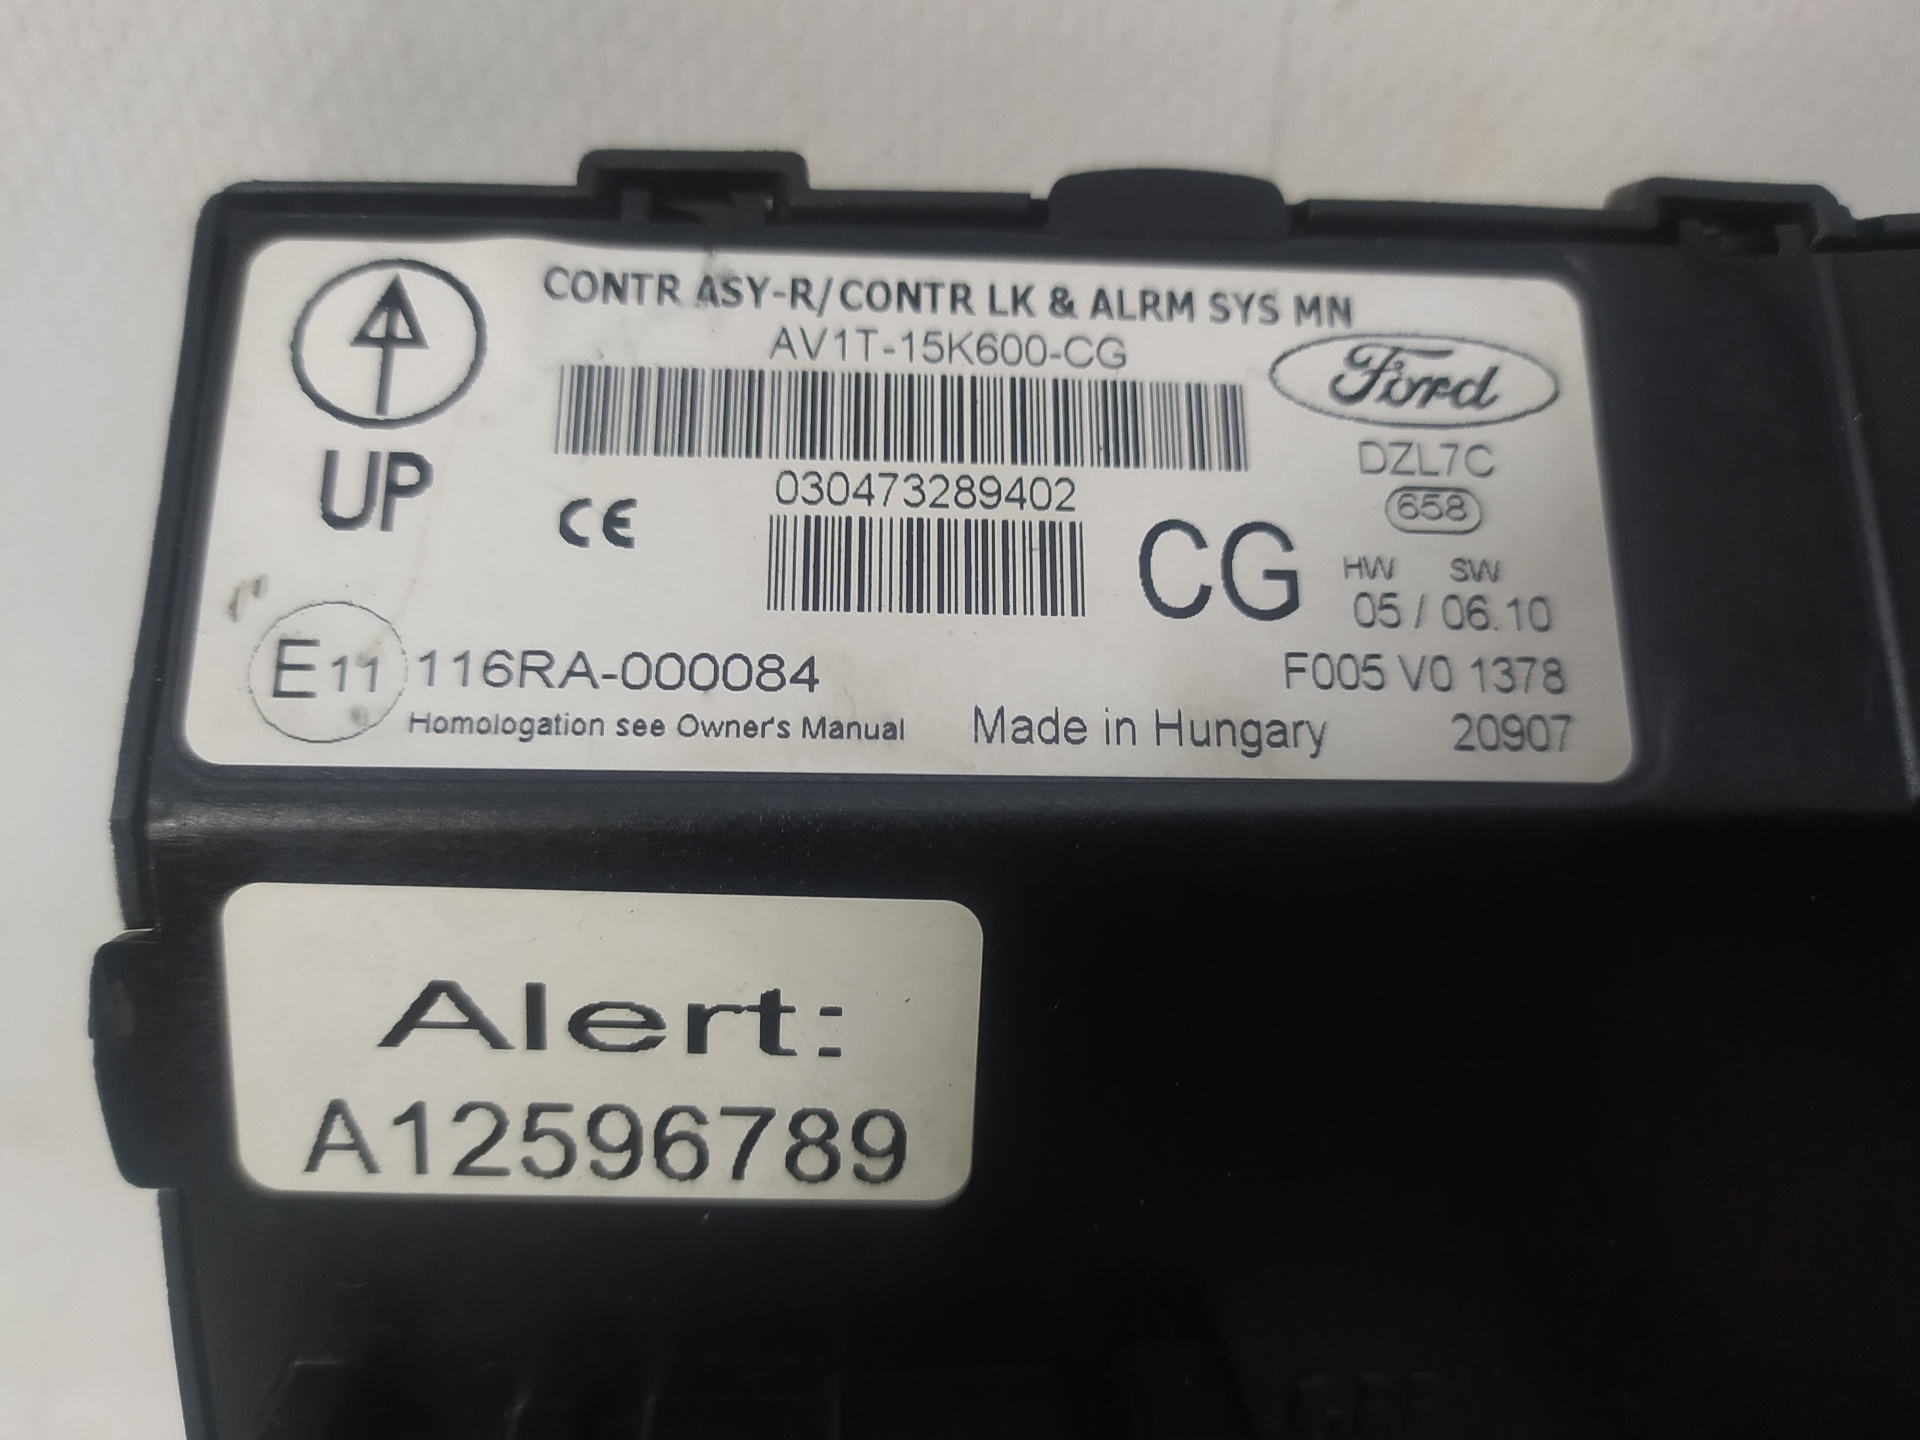 CONTR ASY-R/CONTR LK & ALRM SYS MN
AV1T-15K600-CG
Ford
UP
CE
030473289402
CG
DZL7C
658
HW SW
05 / 06.10
E11 116RA-000084
F005 V0 1378
Homologation see Owner's Manual
Made in Hungary
20907
Alert:
A12596789